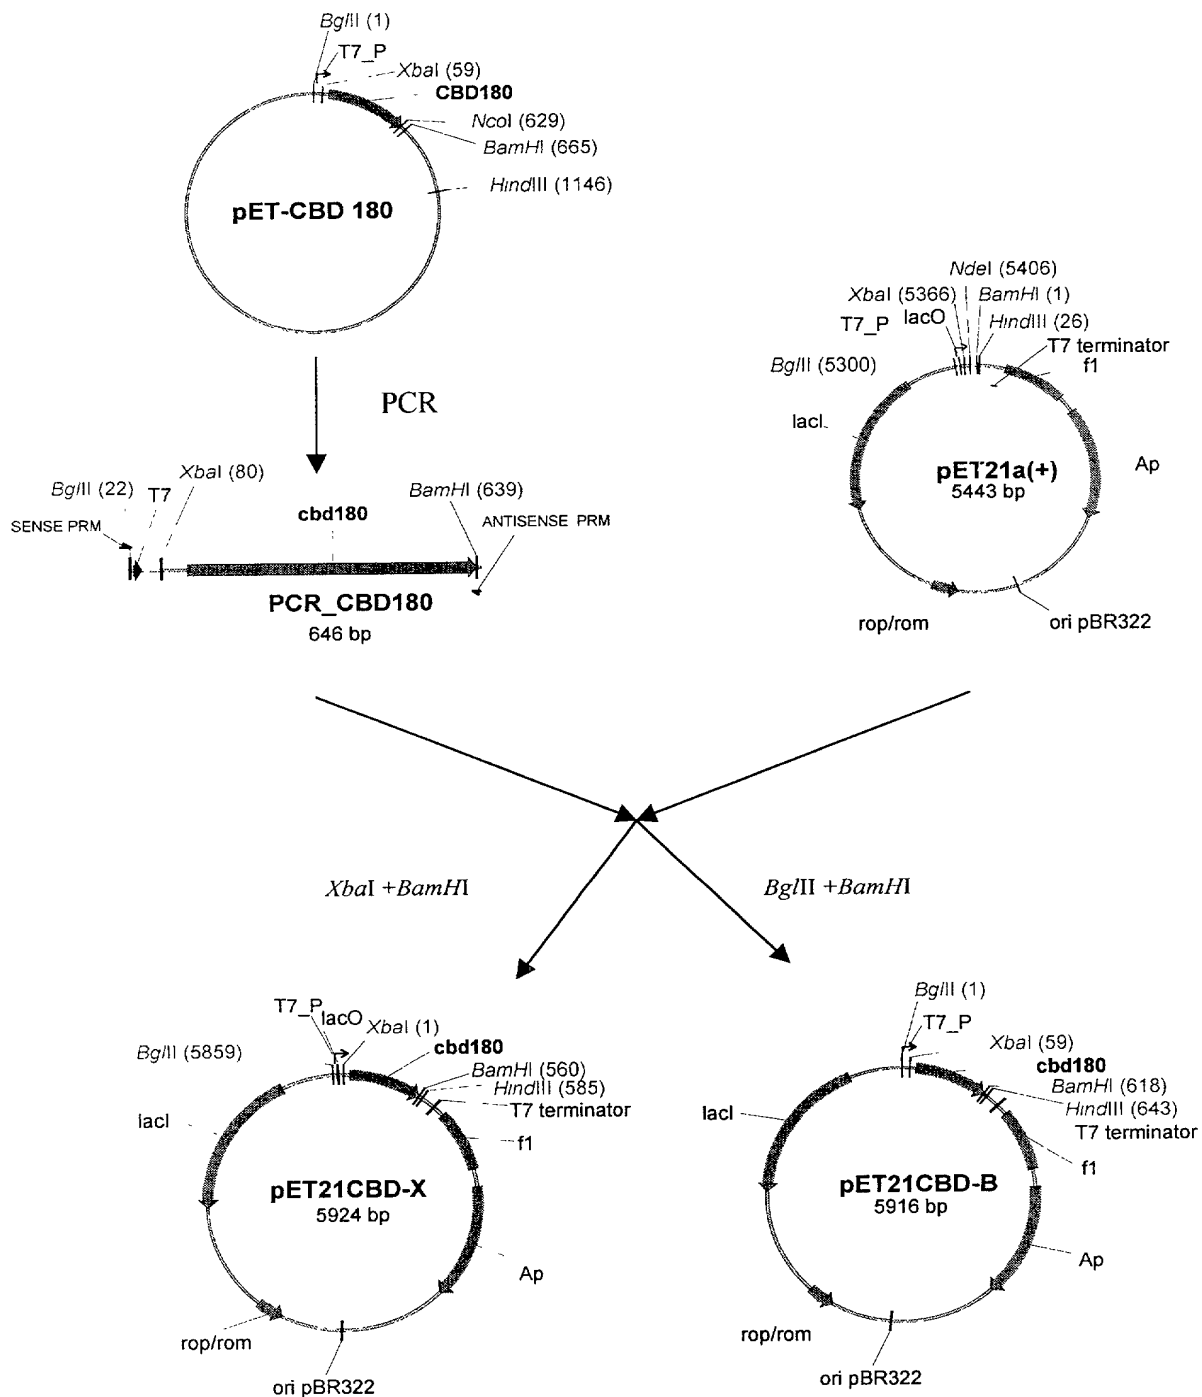 BglII (1)
T7_P
XbaI (59)
CBD180
NcoI (629)
BamHI (665)
HindIII (1146)
pET-CBD 180
PCR
NdeI (5406)
XbaI (5366)
BamHI (1)
T7_P
lacO
HindIII (26)
T7 terminator
BglII (5300)
f1
lacI
Ap
pET21a(+)
5443 bp
rop/rom
ori pBR322
XbaI (80)
BglII (22)
T7
BamHI (639)
SENSE PRM
cbd180
ANTISENSE PRM
PCR_CBD180
646 bp
XbaI +BamHI
BglII +BamHI
T7_P
lacO
XbaI (1)
cbd180
BglII (5859)
BamHI (560)
HindIII (585)
T7 terminator
lacI
f1
pET21CBD-X
5924 bp
Ap
rop/rom
ori pBR322
BglII (1)
T7_P
XbaI (59)
cbd180
BamHI (618)
HindIII (643)
T7 terminator
lacI
f1
pET21CBD-B
5916 bp
Ap
rop/rom
ori pBR322